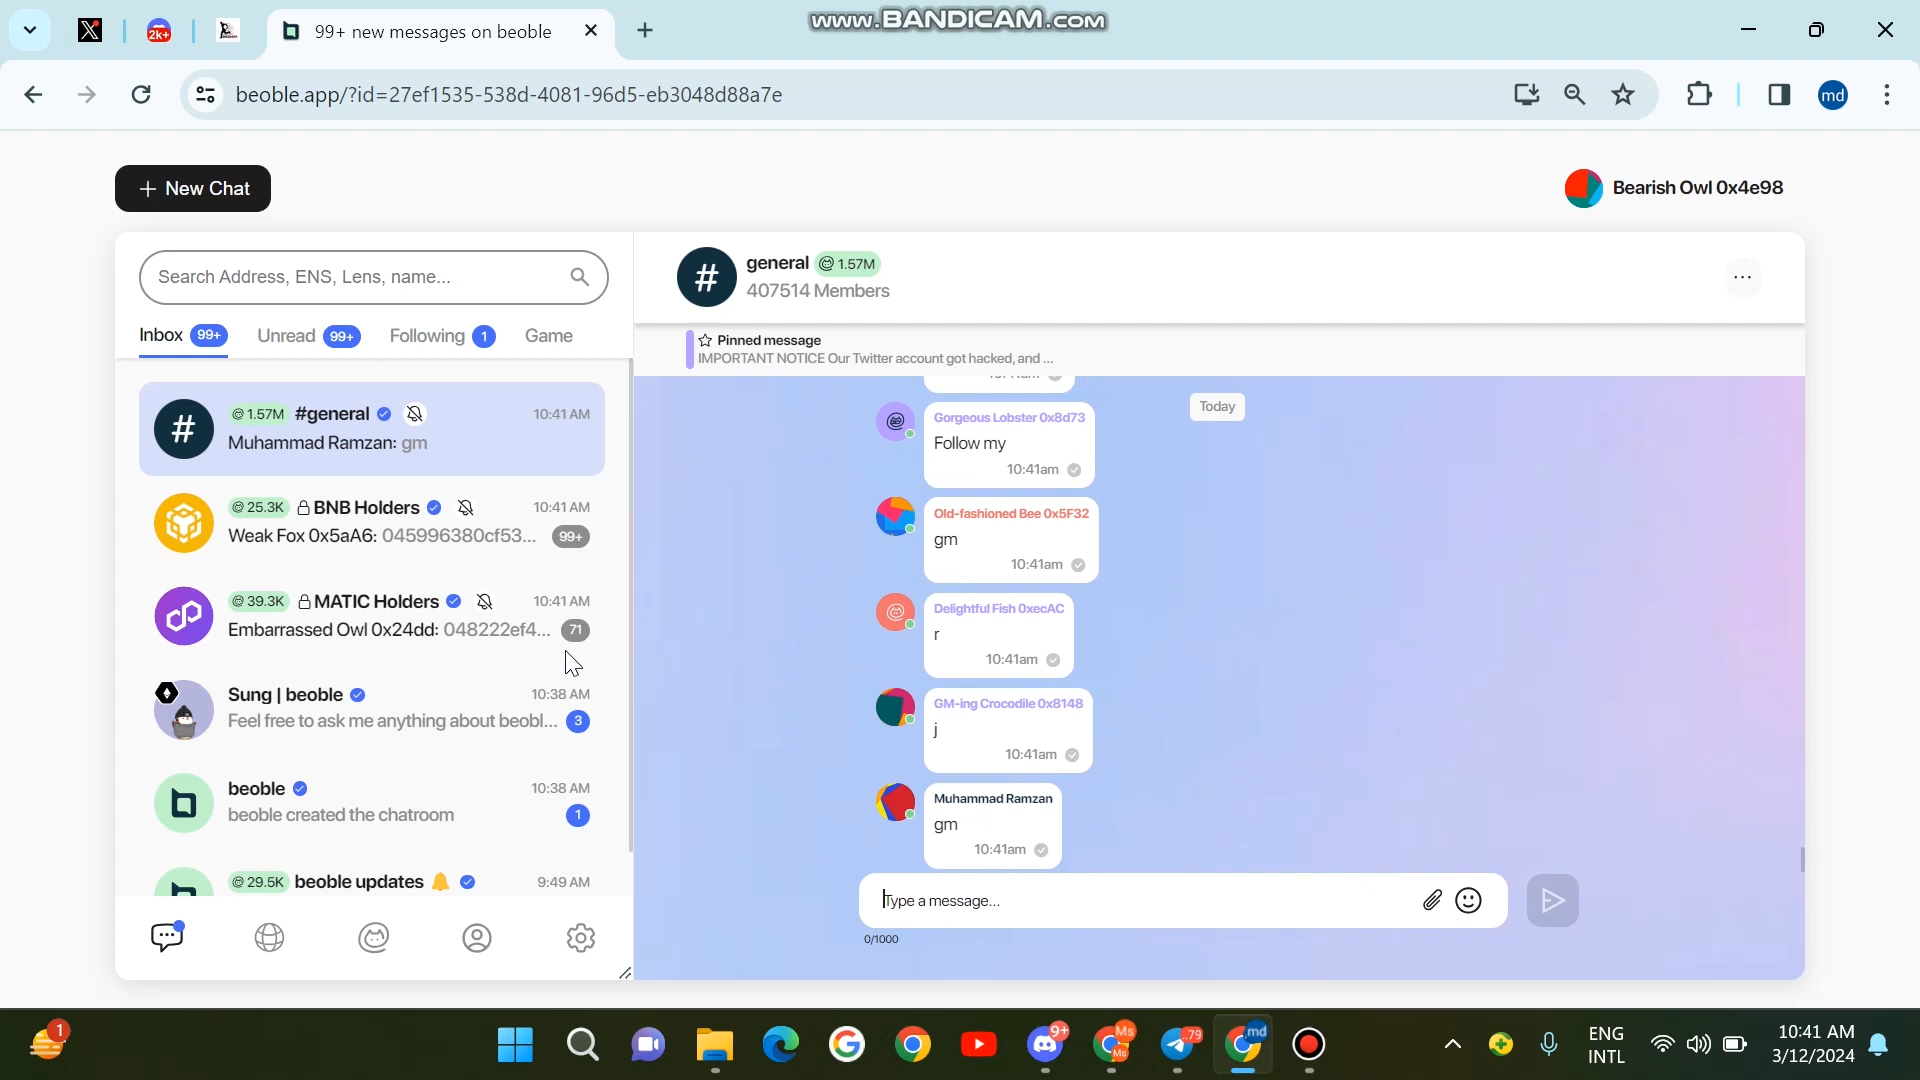 2k+
99+ new messages on beoble
www.BANDICAM.com
beoble.app/?id=27ef1535-538d-4081-96d5-eb3048d88a7e
md
+ New Chat
Bearish Owl 0x4e98
Search Address, ENS, Lens, name...
Inbox 99+ Unread 99+ Following 1 Game
# 1.57M #general 10:41 AM
Muhammad Ramzan: gm
25.3K BNB Holders 10:41 AM
Weak Fox 0x5aA6: 045996380cf53... 99+
39.3K MATIC Holders 10:41 AM
Embarrassed Owl 0x24dd: 048222ef4... 71
Sung | beoble 10:38 AM
Feel free to ask me anything about beobl... 3
beoble 10:38 AM
beoble created the chatroom 1
29.5K beoble updates 9:49 AM
# general 1.57M
407514 Members
...
Pinned message
IMPORTANT NOTICE Our Twitter account got hacked, and ...
Today
Gorgeous Lobster 0x8d73
Follow my
10:41am
Old-fashioned Bee 0x5F32
gm
10:41am
Delightful Fish 0xecAC
r
10:41am
GM-ing Crocodile 0x8148
j
10:41am
Muhammad Ramzan
gm
10:41am
Type a message...
0/1000
1
9+
Ms
Ms
79
md
ENG
INTL
10:41 AM
3/12/2024